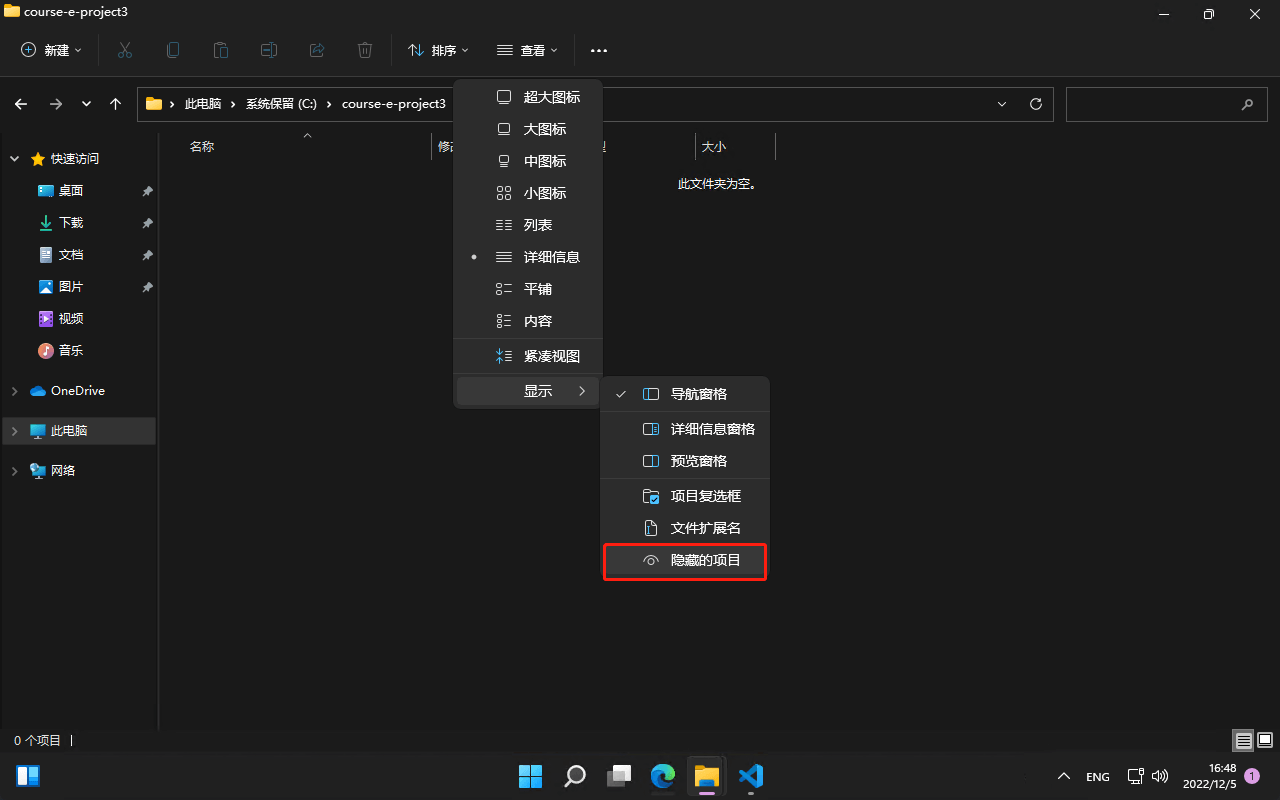 course-e-project3
新建
排序
查看
此电脑
系统保留 (C:)
course-e-project3
名称
大小
此文件夹为空。
快速访问
桌面
下载
文档
图片
视频
音乐
OneDrive
此电脑
网络
超大图标
大图标
中图标
小图标
列表
详细信息
平铺
内容
紧凑视图
显示
导航窗格
详细信息窗格
预览窗格
项目复选框
文件扩展名
隐藏的项目
0 个项目
ENG
16:48
2022/12/5
1